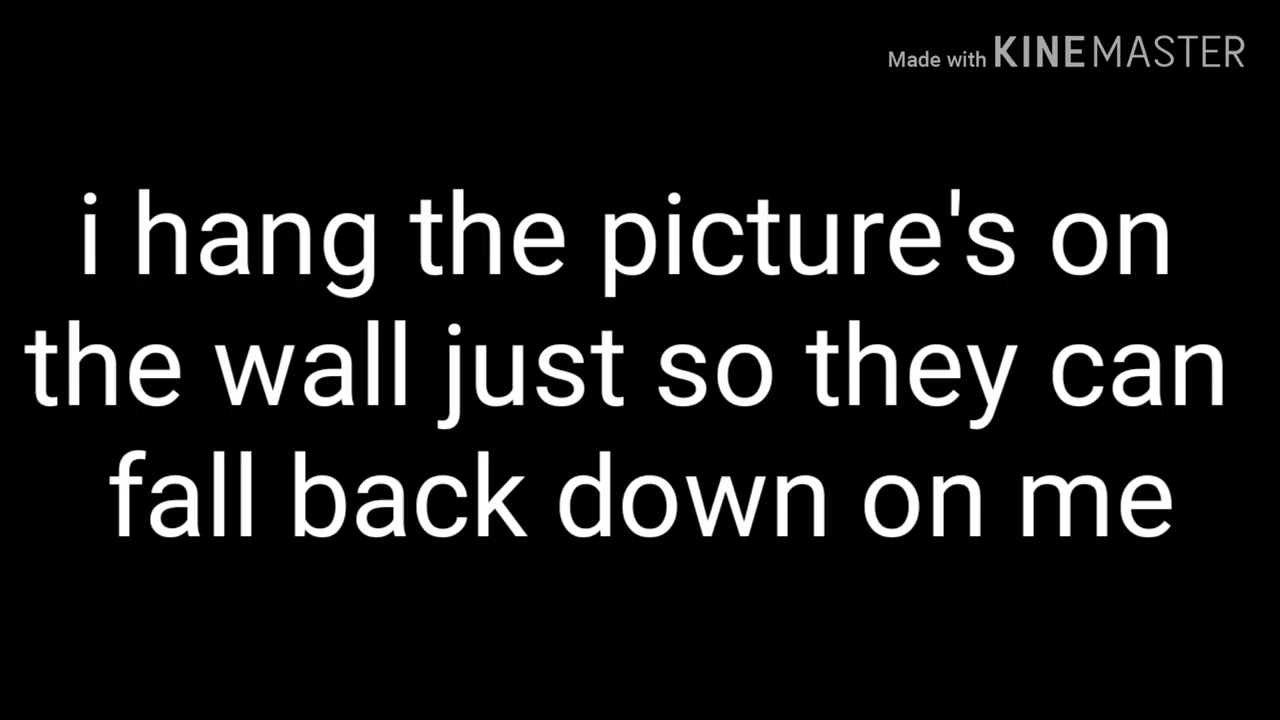 Made with KINEMASTER
i hang the picture's on
the wall just so they can
fall back down on me